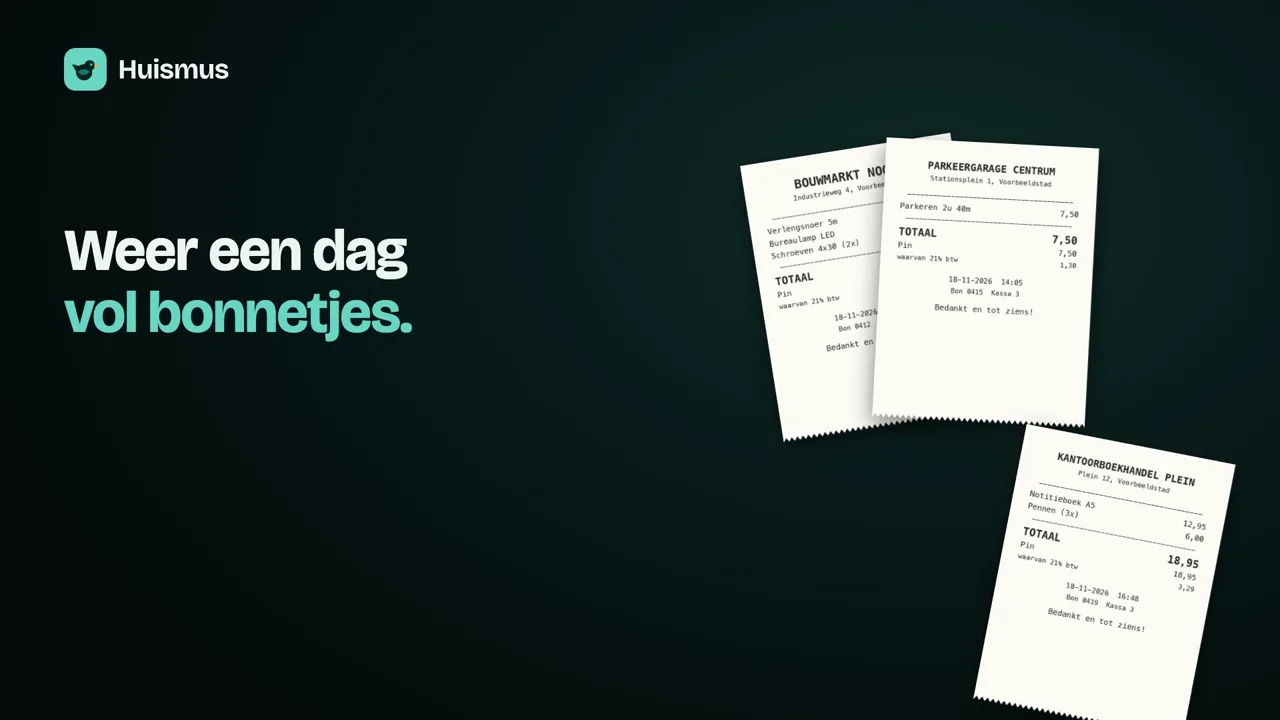 Huismus
Weer een dag
vol bonnetjes.
BOUWMARKT
Industrieweg 4,
Verlengsnoer 5m
Bureaulamp LED
Schroeven 4x30 (2x)
TOTAAL
Pin
waarvan 21% btw
18-11-2026
Bon 0412
Bedankt en
PARKEERGARAGE CENTRUM
Stationsplein 1, Voorbeeldstad
Parkeren 2u 40m 7,50
TOTAAL 7,50
Pin 7,50
waarvan 21% btw 1,30
18-11-2026 14:05
Bon 0415 Kassa 3
Bedankt en tot ziens!
KANTOORBOEKHANDEL PLEIN
Plein 12, Voorbeeldstad
Notitieboek A5 12,95
Pennen (3x) 6,00
TOTAAL 18,95
Pin 18,95
waarvan 21% btw 3,29
18-11-2026 16:48
Bon 0419 Kassa 3
Bedankt en tot ziens!